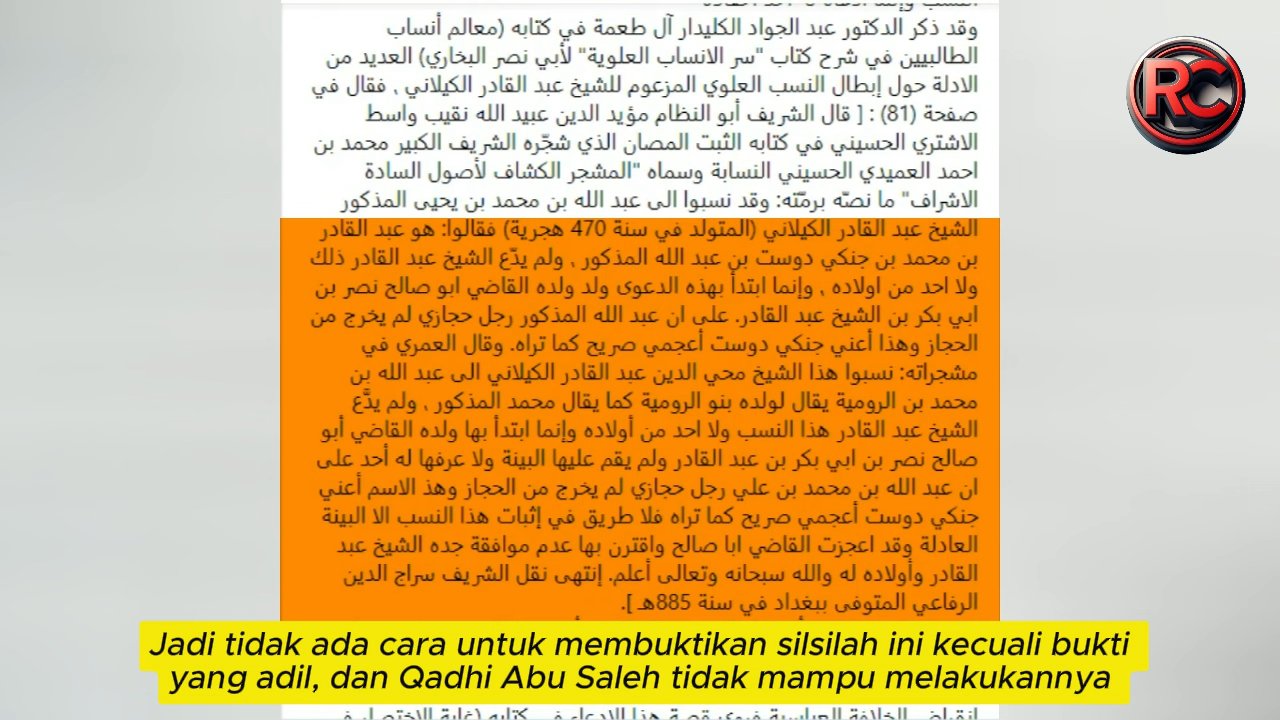 وقد ذكر الدكتور عبد الجواد الكليدار آل طعمة في كتابه (معالم أنساب
الطالبيين في شرح كتاب "سر الانساب العلوية" لأبي نصر البخاري) العديد من
الادلة حول إبطال النسب العلوي المزعوم للشيخ عبد القادر الكيلاني , فقال في
صفحة (81) : [ قال الشريف أبو النظام مؤيد الدين عبيد الله نقيب واسط
الاشتري الحسيني في كتابه الثبت المصان الذي شجّره الشريف الكبير محمد بن
احمد العميدي الحسيني النسابة وسماه "المشجر الكشاف لأصول السادة
الاشراف" ما نصّه برمّته: وقد نسبوا الى عبد الله بن محمد بن يحيى المذكور
الشيخ عبد القادر الكيلاني (المتولد في سنة 470 هجرية) فقالوا: هو عبد القادر
بن محمد بن جنكي دوست بن عبد الله المذكور , ولم يدّع الشيخ عبد القادر ذلك
ولا احد من اولاده , وإنما ابتدأ بهذه الدعوى ولد ولده القاضي ابو صالح نصر بن
ابي بكر بن الشيخ عبد القادر. على ان عبد الله المذكور رجل حجازي لم يخرج من
الحجاز وهذا أعني جنكي دوست أعجمي صريح كما تراه. وقال العمري في
مشجراته: نسبوا هذا الشيخ محي الدين عبد القادر الكيلاني الى عبد الله بن
محمد بن الرومية يقال لولده بنو الرومية كما يقال محمد المذكور , ولم يدَّع
الشيخ عبد القادر هذا النسب ولا احد من أولاده وإنما ابتدأ بها ولده القاضي أبو
صالح نصر بن ابي بكر بن عبد القادر ولم يقم عليها البينة ولا عرفها له أحد على
ان عبد الله بن محمد بن علي رجل حجازي لم يخرج من الحجاز وهذ الاسم أعني
جنكي دوست أعجمي صريح كما تراه فلا طريق في إثبات هذا النسب الا البينة
العادلة وقد اعجزت القاضي ابا صالح واقترن بها عدم موافقة جده الشيخ عبد
القادر وأولاده له والله سبحانه وتعالى أعلم. إنتهى نقل الشريف سراج الدين
الرفاعي المتوفى ببغداد في سنة 885هـ ].
Jadi tidak ada cara untuk membuktikan silsilah ini kecuali bukti
yang adil, dan Qadhi Abu Saleh tidak mampu melakukannya
RC